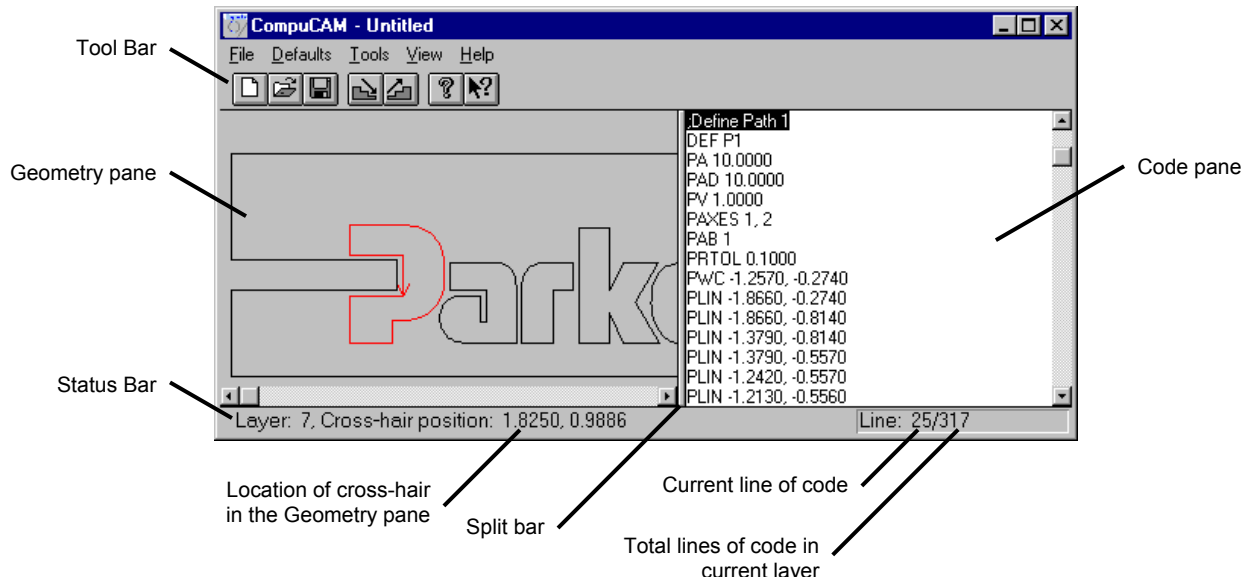 CompuCAM - Untitled
Tool Bar
File Defaults Tools View Help
;Define Path 1
DEF P1
PA 10.0000
PAD 10.0000
PV 1.0000
PAXES 1, 2
PAB 1
PRTOL 0.1000
PWC -1.2570, -0.2740
PLIN -1.8660, -0.2740
PLIN -1.8660, -0.8140
PLIN -1.3790, -0.8140
PLIN -1.3790, -0.5570
PLIN -1.2420, -0.5570
PLIN -1.2130, -0.5560
Geometry pane
Parke
Code pane
Status Bar
Layer: 7, Cross-hair position: 1.8250, 0.9886
Line: 25/317
Location of cross-hair
in the Geometry pane
Split bar
Current line of code
Total lines of code in
current layer